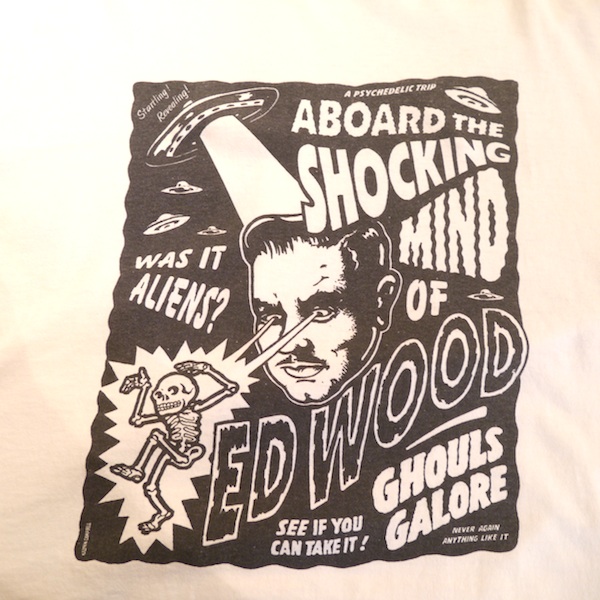 Startling
Revealing!
A PSYCHEDELIC TRIP
ABOARD THE
SHOCKING
MIND
OF
ED WOOD
WAS IT
ALIENS?
GHOULS
GALORE
SEE IF YOU
CAN TAKE IT!
NEVER AGAIN
ANYTHING LIKE IT